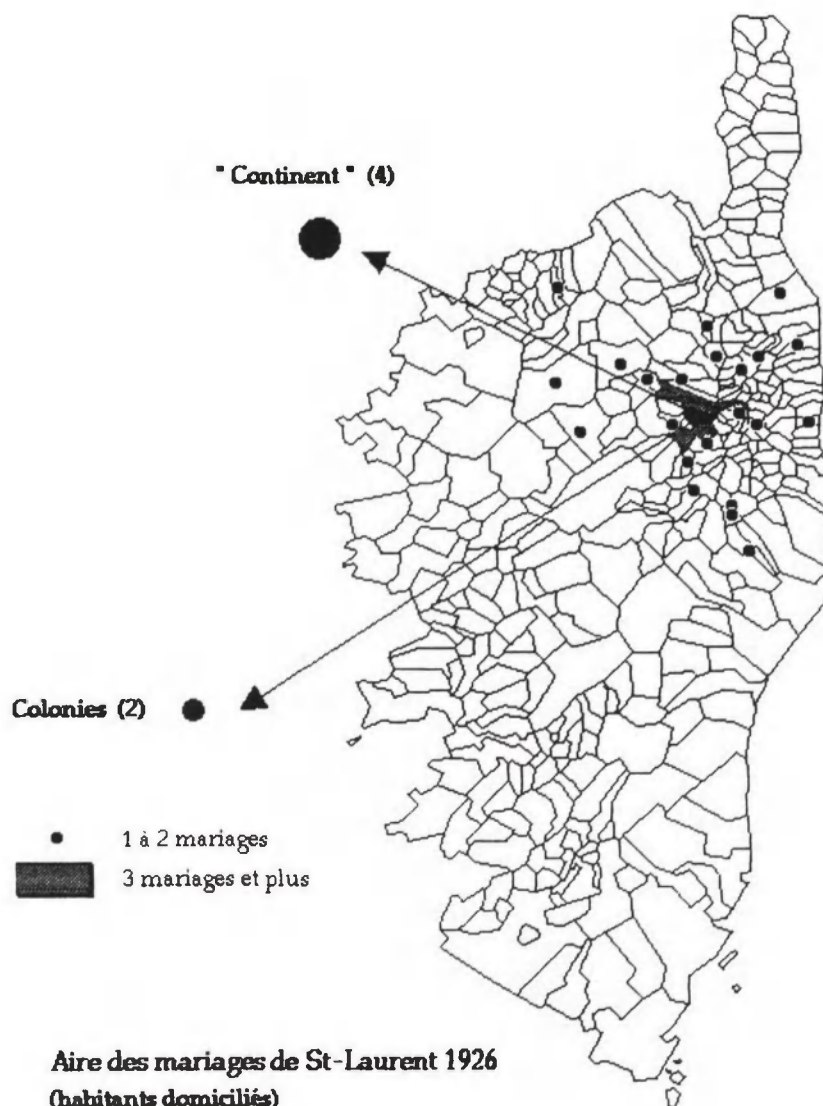 " Continent " (4)
Colonies (2)
1 à 2 mariages
3 mariages et plus
Aire des mariages de St-Laurent 1926
(habitants domiciliés)